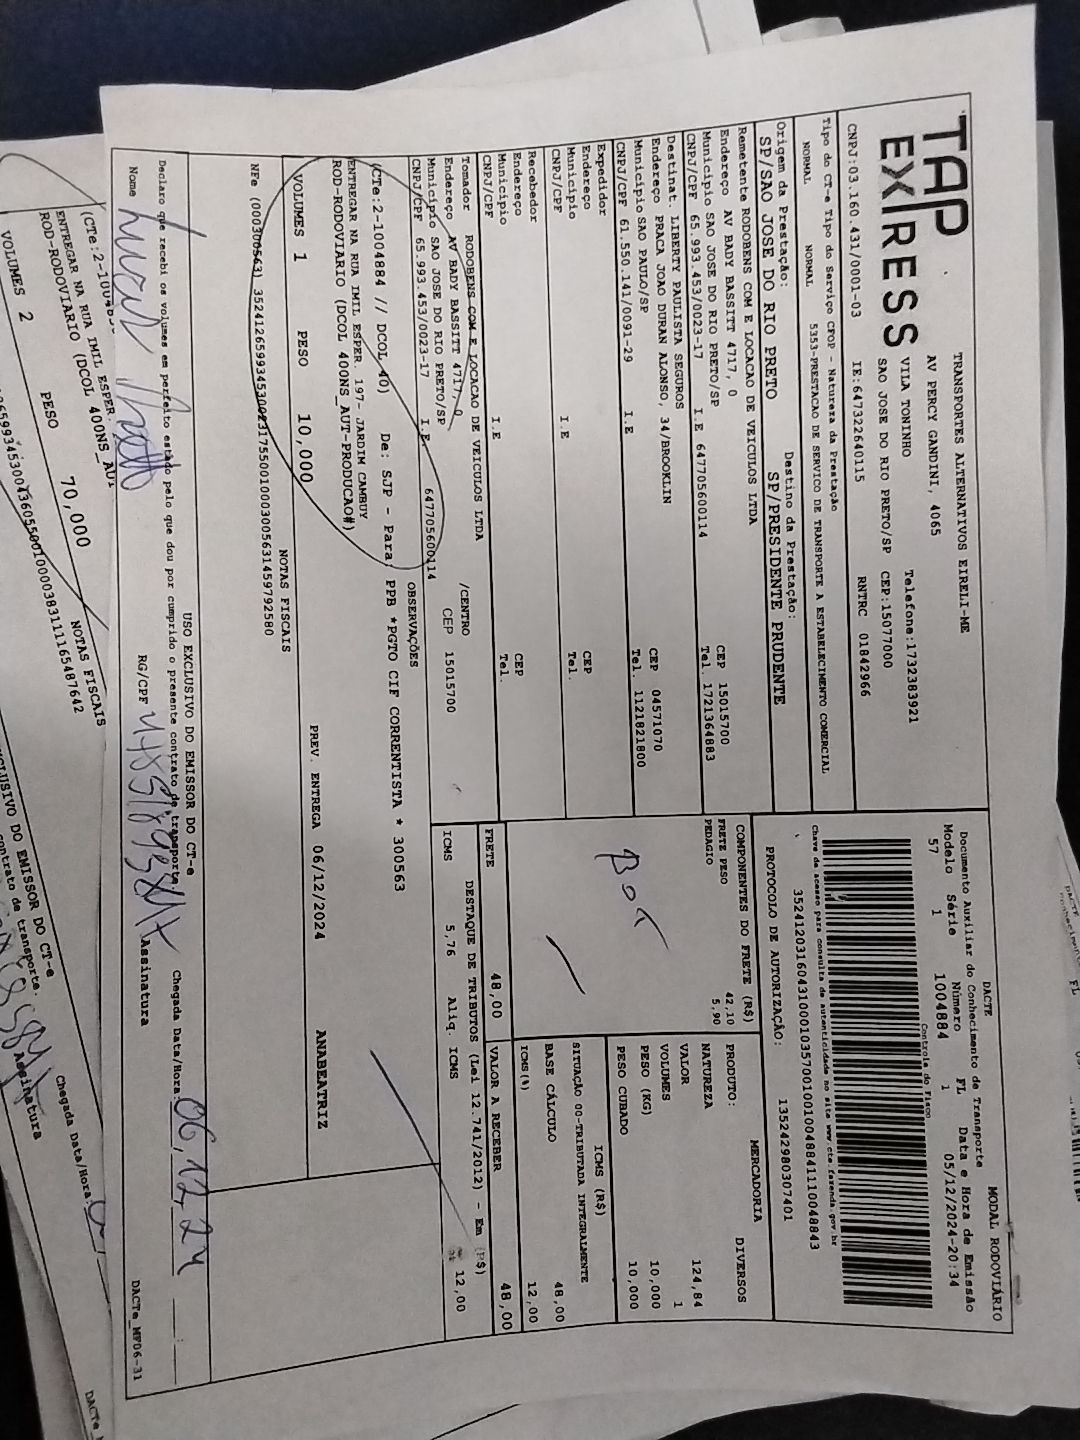 TAP
EXPRESS
TRANSPORTES ALTERNATIVOS EIRELI-ME
AV PERCY GANDINI, 4065
VILA TONINHO Telefone:1732383921
SAO JOSE DO RIO PRETO/SP CEP:15077000
CNPJ:03.160.431/0001-03 IE:647322640115 RNTRC 01842966
Tipo do CT-e Tipo do Serviço CFOP - Natureza da Prestação
NORMAL NORMAL 5353-PRESTACAO DE SERVICO DE TRANSPORTE A ESTABELECIMENTO COMERCIAL
Origem da Prestação: Destino da Prestação:
SP/SAO JOSE DO RIO PRETO SP/PRESIDENTE PRUDENTE
Remetente RODOBENS COM E LOCACAO DE VEICULOS LTDA
Endereço AV BADY BASSITT 4717, 0 CEP 15015700
Municipio SAO JOSE DO RIO PRETO/SP Tel. 1721364883
CNPJ/CPF 65.993.453/0023-17 I.E 647705600114
Destinat. LIBERTY PAULISTA SEGUROS
Endereço PRACA JOAO DURAN ALONSO, 34/BROOKLIN CEP 04571070
Municipio SAO PAULO/SP Tel. 1121821800
CNPJ/CPF 61.550.141/0091-29 I.E
Expedidor
Endereço CEP
Municipio Tel.
CNPJ/CPF I.E
Recebedor
Endereço CEP
Municipio Tel.
CNPJ/CPF I.E
Tomador RODOBENS COM E LOCACAO DE VEICULOS LTDA
Endereço AV BADY BASSITT 4717, 0 /CENTRO
Municipio SAO JOSE DO RIO PRETO/SP CEP 15015700
CNPJ/CPF 65.993.453/0023-17 I.E 647705600114
OBSERVAÇÕES
(CTe:2-1004884 // DCOL 40) De: SJP - Para: PPB *PGTO CIF CORRENTISTA * 300563
ENTREGAR NA RUA IMIL ESPER. 197- JARDIM CAMBUY
ROD-RODOVIARIO (DCOL 400NS_AUT-PRODUCAO#)
VOLUMES 1 PESO 10,000 PREV. ENTREGA 06/12/2024 ANABEATRIZ
NOTAS FISCAIS
NFe (000300563) 35241265993453002317550010003005631459792580
DACTE MODAL RODOVIÁRIO
Documento Auxiliar do Conhecimento de Transporte
Modelo Série Número FL Data e Hora de Emissão
57 1 1004884 1 05/12/2024-20:34
Controle do Fisco
Chave de acesso para consulta de autenticidade no site www.cte.fazenda.gov.br
35241203160431000103570010010048841110048843
PROTOCOLO DE AUTORIZAÇÃO: 135242980307401
COMPONENTES DO FRETE (R$)
FRETE PESO 42,10
PEDAGIO 5,90
Box
MERCADORIA
PRODUTO: DIVERSOS
NATUREZA
VALOR 124,84
VOLUMES 1
PESO (KG) 10,000
PESO CUBADO 10,000
ICMS (R$)
SITUAÇÃO 00-TRIBUTADA INTEGRALMENTE
BASE CÁLCULO 48,00
ICMS(%) 12,00
FRETE 48,00 VALOR A RECEBER 48,00
DESTAQUE DE TRIBUTOS (Lei 12.741/2012) - Em (R$)
ICMS 5,76 Aliq. ICMS 12,00
USO EXCLUSIVO DO EMISSOR DO CT-e
Declaro que recebi os volumes em perfeito estado pelo que dou por cumprido o presente contrato de transporte.
Nome RG/CPF Assinatura Chegada Data/Hora: 06,12,24
DACTe_MF06-31
ENTREGAR NA RUA IMIL ESPER.
ROD-RODOVIARIO (DCOL 400NS_AUT
VOLUMES 2 PESO 70,000 NOTAS FISCAIS
EXCLUSIVO DO EMISSOR DO CT-e
contrato de transporte.
Assinatura Chegada Data/Hora: